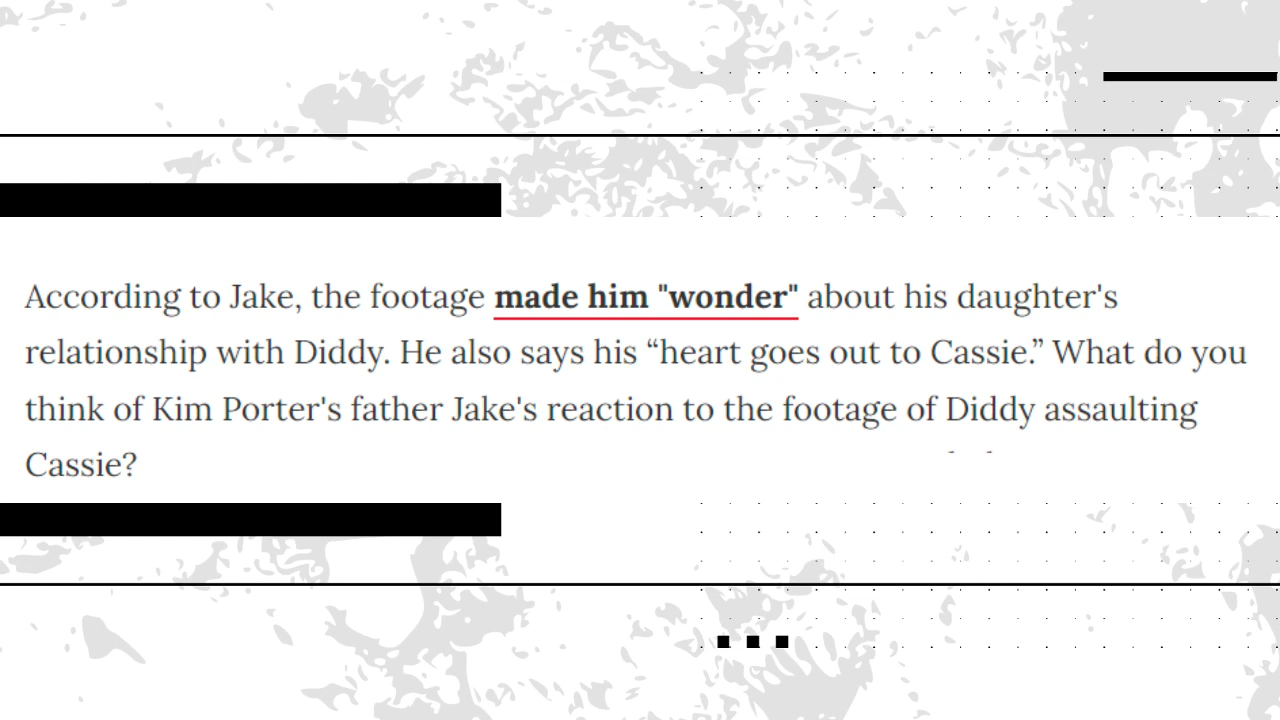 According to Jake, the footage made him "wonder" about his daughter's
relationship with Diddy. He also says his “heart goes out to Cassie.” What do you
think of Kim Porter's father Jake's reaction to the footage of Diddy assaulting
Cassie?